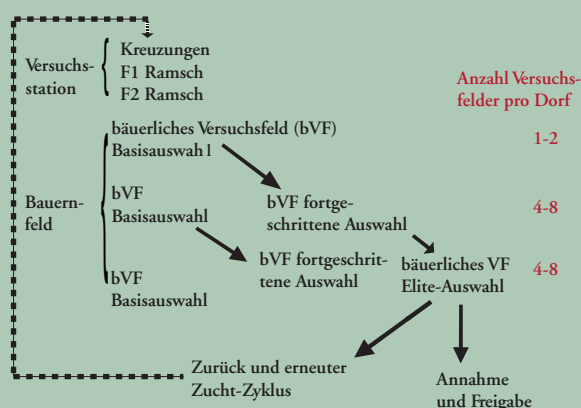 Kreuzungen
Versuchs-
station
F1 Ramsch
F2 Ramsch
Anzahl Versuchs-
felder pro Dorf
bäuerliches Versuchsfeld (bVF)
Basisauswahl
1-2
Bauern-
feld
bVF
Basisauswahl
bVF fortge-
schrittene Auswahl
4-8
bVF
Basisauswahl
bVF fortgeschrit-
tene Auswahl
bäuerliches VF
Elite-Auswahl
4-8
Zurück und erneuter
Zucht-Zyklus
Annahme
und Freigabe